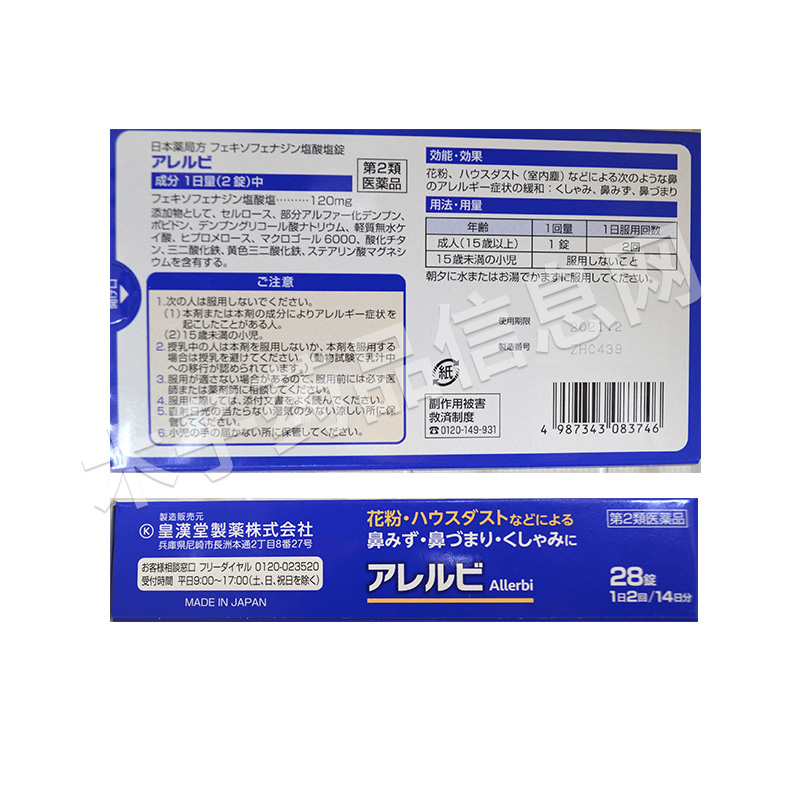 日本薬局方 フェキソフェナジン塩酸塩錠
アレルビ
第2類
医薬品
成分 1日量(2錠)中
フェキソフェナジン塩酸塩………120mg
添加物として、セルロース、部分アルファー化デンプン、
ポビドン、デンプングリコール酸ナトリウム、軽質無水ケ
イ酸、ヒプロメロース、マクロゴール6000、酸化チタ
ン、三二酸化鉄、黄色三二酸化鉄、ステアリン酸マグネシ
ウムを含有する。
ご注意
1.次の人は服用しないでください。
(1)本剤または本剤の成分によりアレルギー症状を
起こしたことがある人。
(2)15歳未満の小児。
2.授乳中の人は本剤を服用しないか、本剤を服用する
場合は授乳を避けてください。(動物試験で乳汁中
への移行が認められています。)
3.服用が適さない場合があるので、服用前には必ず医
師または薬剤師に相談してください。
4.服用に際しては、添付文書をよく読んでください。
5.直射日光の当たらない湿気の少ない涼しい所に保
管してください。
6.小児の手の届かない所に保管してください。
効能・効果
花粉、ハウスダスト(室内塵)などによる次のような鼻
のアレルギー症状の緩和:くしゃみ、鼻みず、鼻づまり
用法・用量
年齢 1回量 1日服用回数
成人(15歳以上) 1錠 2回
15歳未満の小児 服用しないこと
朝夕に水またはお湯でかまずに服用してください。
使用期限 2021.12
製造番号 ZHC439
紙
副作用被害
救済制度
☎0120-149-931
4 987343 083746
製造販売元
Ⓚ 皇漢堂製薬株式会社
兵庫県尼崎市長洲本通2丁目8番27号
お客様相談窓口 フリーダイヤル 0120-023520
受付時間 平日9:00〜17:00(土、日、祝日を除く)
MADE IN JAPAN
花粉・ハウスダストなどによる
鼻みず・鼻づまり・くしゃみに
アレルビ Allerbi
第2類医薬品
28錠
1日2回/14日分
药品信息网